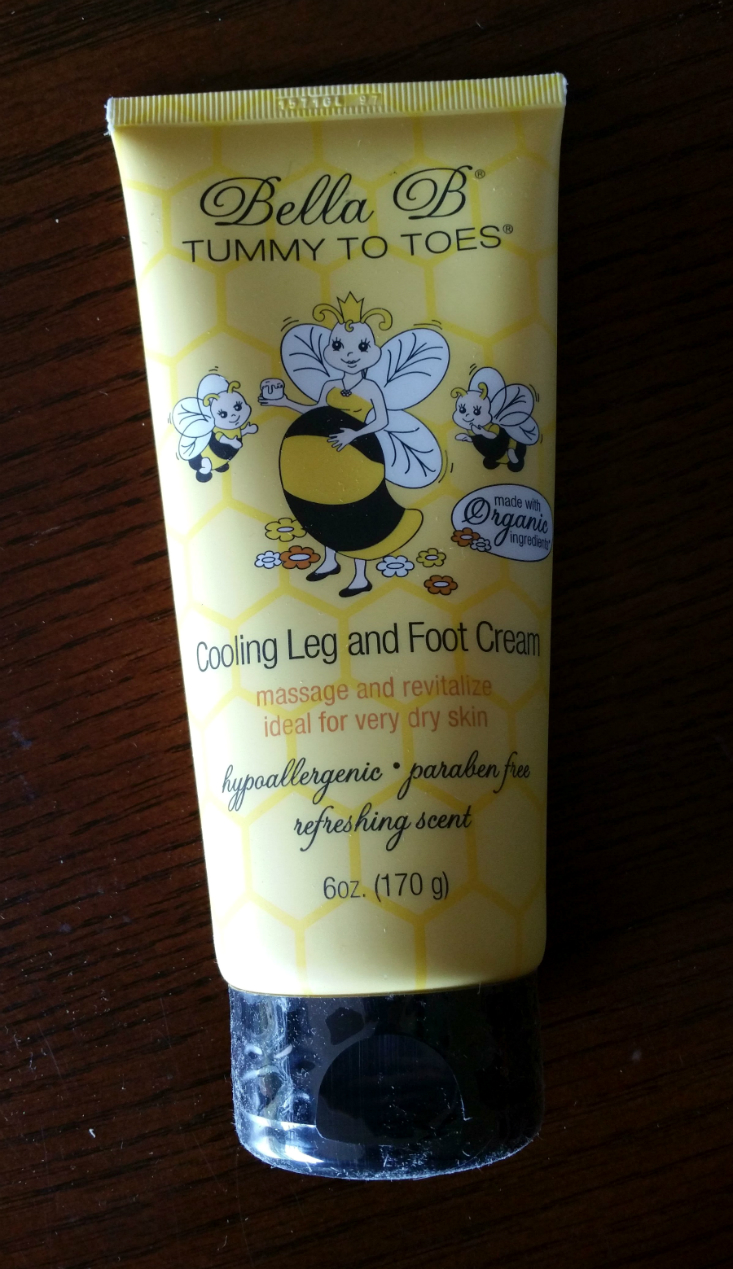 Bella B®
TUMMY TO TOES®
made with
Organic
ingredients*
Cooling Leg and Foot Cream
massage and revitalize
ideal for very dry skin
hypoallergenic • paraben free
refreshing scent
6oz. (170 g)